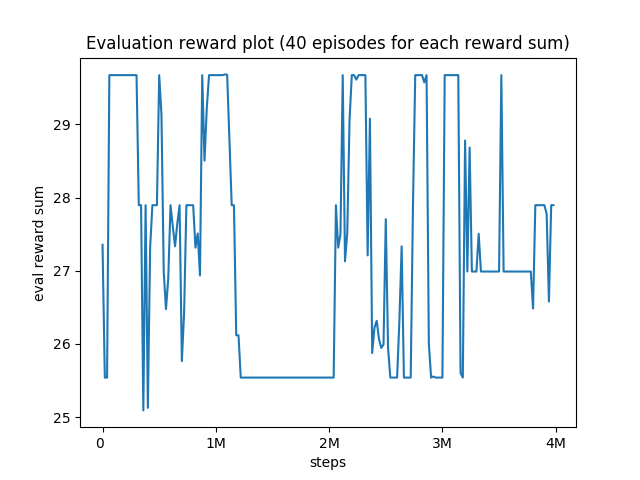 Evaluation reward plot (40 episodes for each reward sum)
29
28
27
26
25
eval reward sum
0
1M
2M
3M
4M
steps